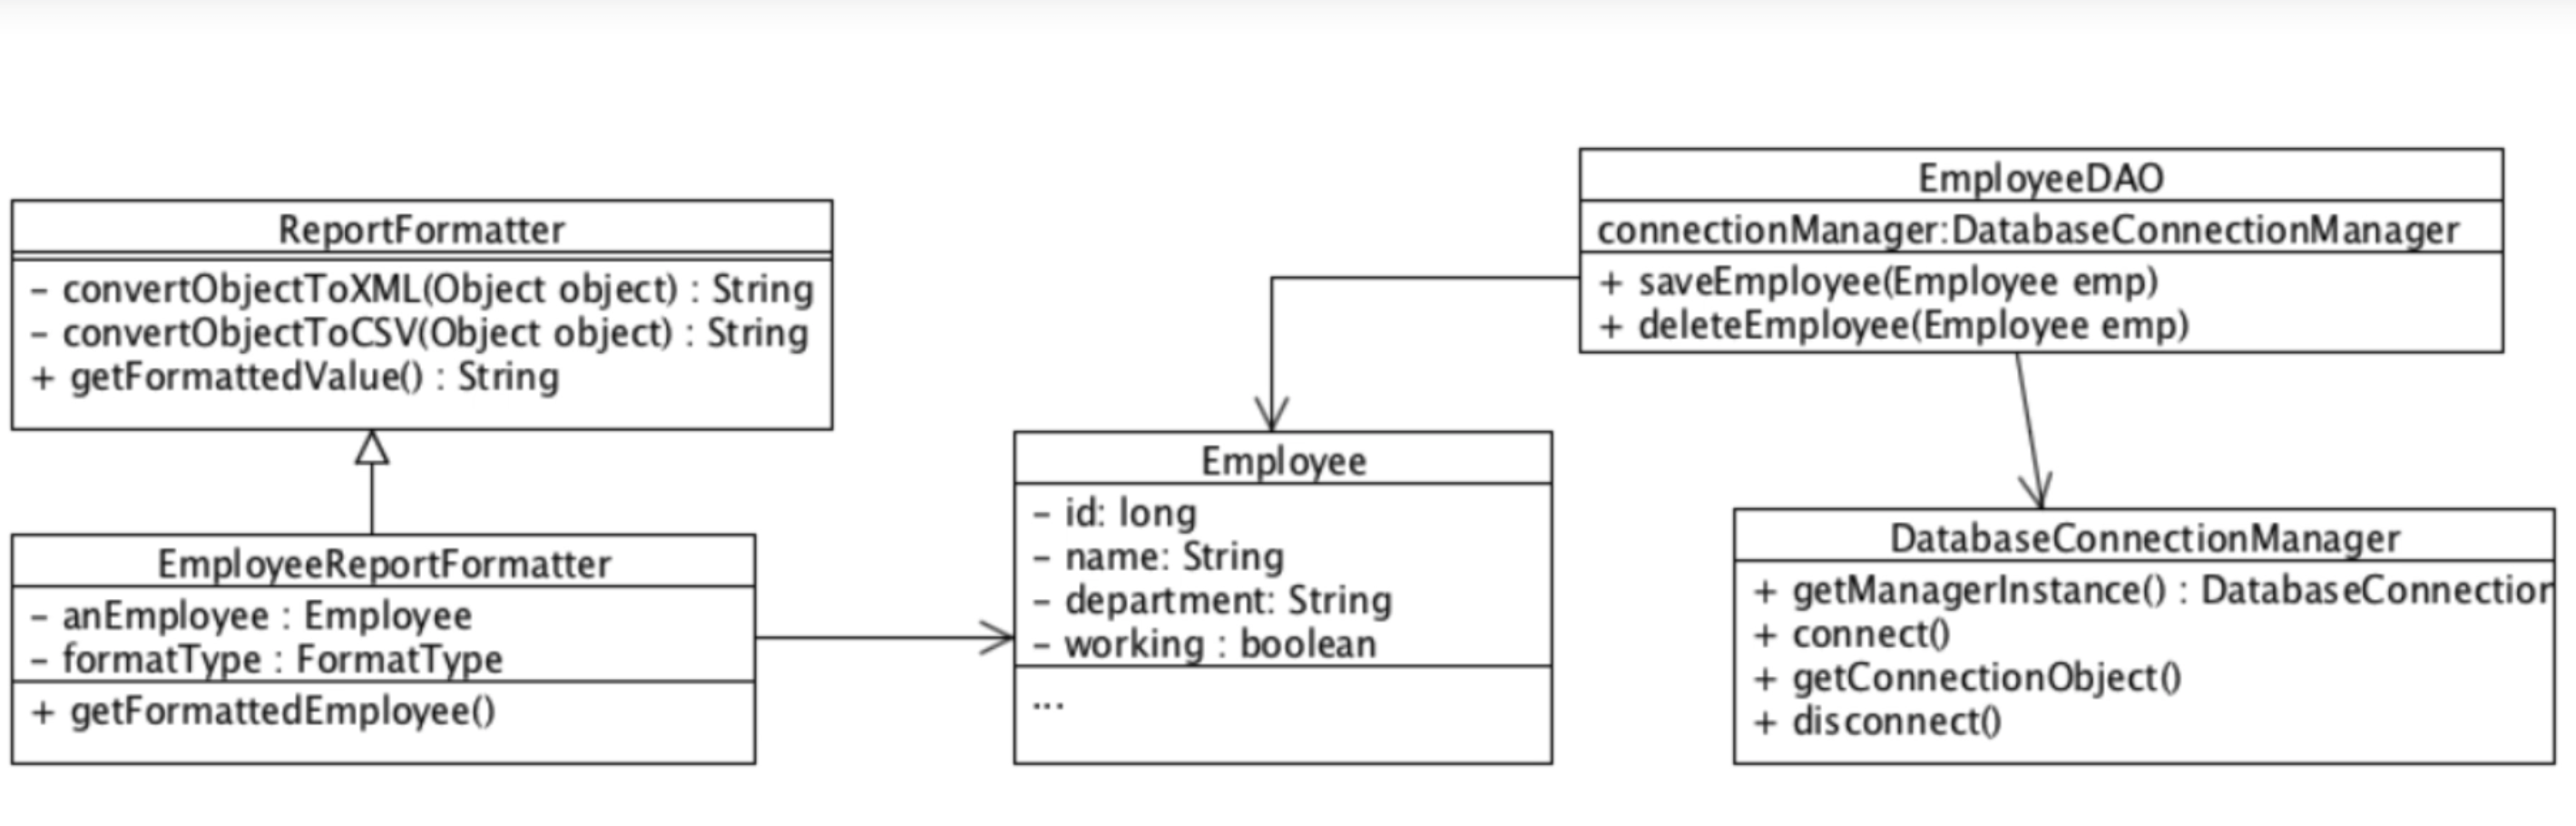 ReportFormatter
- convertObjectToXML(Object object) : String
- convertObjectToCSV(Object object) : String
+ getFormattedValue() : String
EmployeeReportFormatter
- anEmployee : Employee
- formatType : FormatType
+ getFormattedEmployee()
Employee
- id: long
- name: String
- department: String
- working : boolean
...
EmployeeDAO
connectionManager:DatabaseConnectionManager
+ saveEmployee(Employee emp)
+ deleteEmployee(Employee emp)
DatabaseConnectionManager
+ getManagerInstance() : DatabaseConnection
+ connect()
+ getConnectionObject()
+ disconnect()